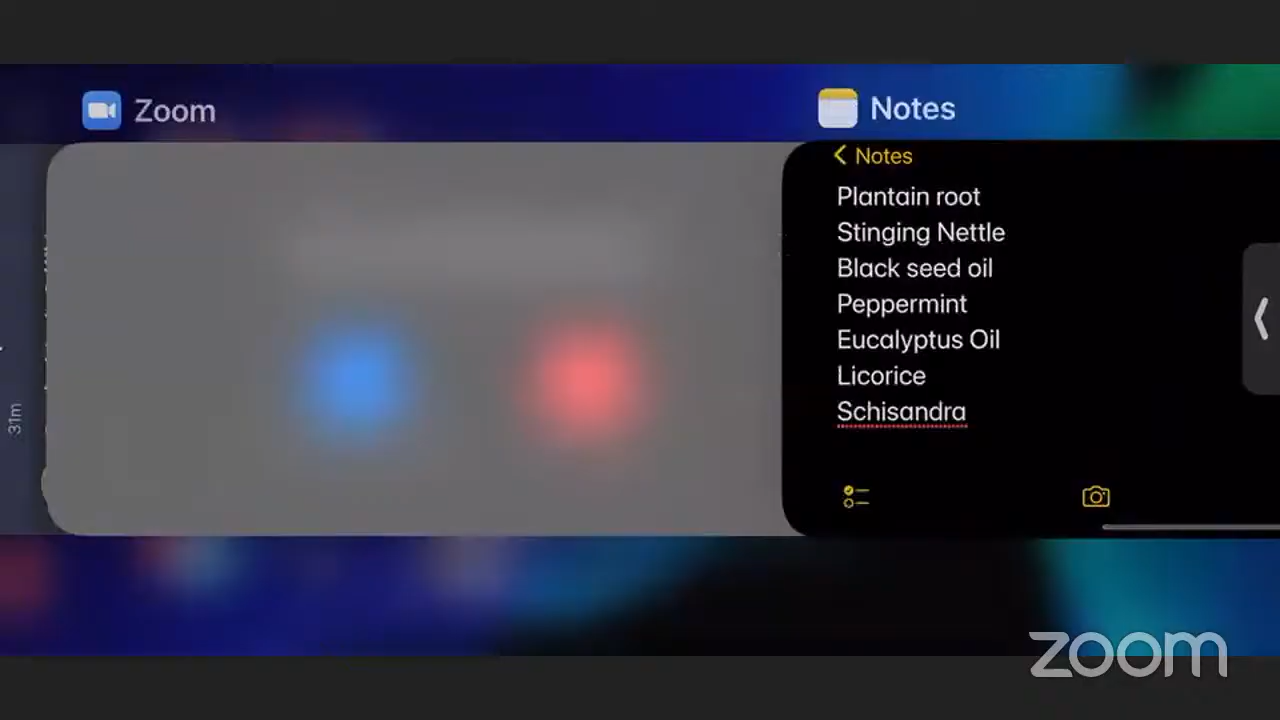 Zoom
Notes
Notes
Plantain root
Stinging Nettle
Black seed oil
Peppermint
Eucalyptus Oil
Licorice
Schisandra
31m
zoom